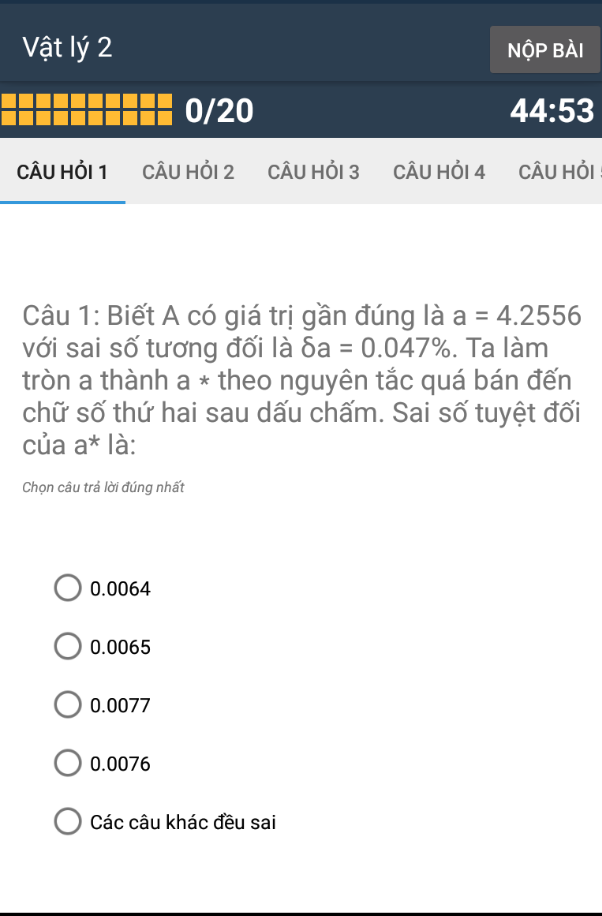 Vật lý 2
NỘP BÀI
0/20
44:53
CÂU HỎI 1
CÂU HỎI 2
CÂU HỎI 3
CÂU HỎI 4
CÂU HỎI
Câu 1: Biết A có giá trị gần đúng là a = 4.2556
với sai số tương đối là δa = 0.047%. Ta làm
tròn a thành a * theo nguyên tắc quá bán đến
chữ số thứ hai sau dấu chấm. Sai số tuyệt đối
của a* là:
Chọn câu trả lời đúng nhất
0.0064
0.0065
0.0077
0.0076
Các câu khác đều sai